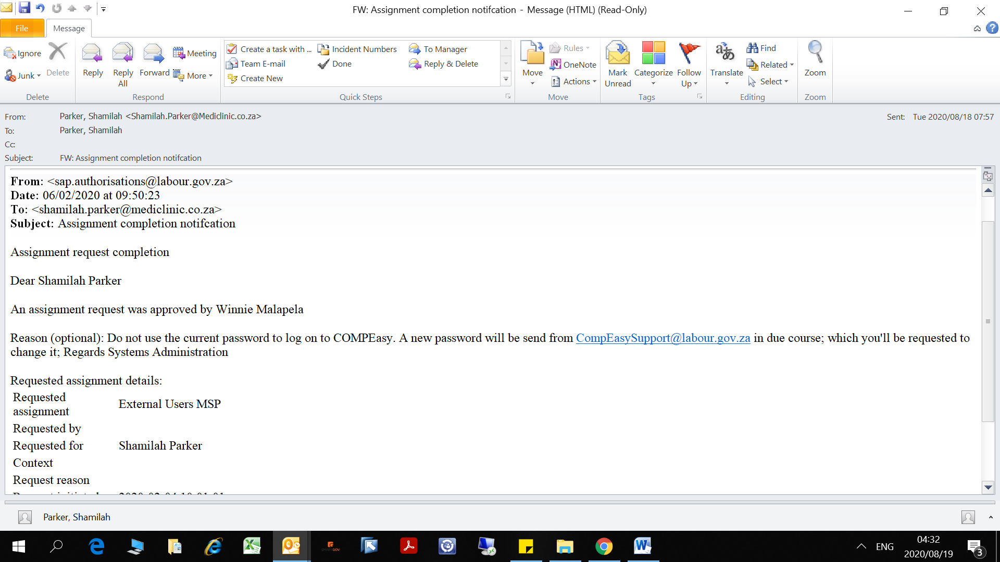 FW: Assignment completion notifcation - Message (HTML) (Read-Only)
File
Message
Ignore
Junk
Delete
Delete
Reply
Reply All
Forward
Meeting
More
Respond
Create a task with ...
Team E-mail
Create New
Incident Numbers
Done
To Manager
Reply & Delete
Quick Steps
Move
Rules
OneNote
Actions
Move
Mark Unread
Categorize
Follow Up
Tags
Translate
Find
Related
Select
Editing
Zoom
Zoom
From: Parker, Shamilah <Shamilah.Parker@Mediclinic.co.za>
Sent: Tue 2020/08/18 07:57
To: Parker, Shamilah
Cc:
Subject: FW: Assignment completion notifcation
From: <sap.authorisations@labour.gov.za>
Date: 06/02/2020 at 09:50:23
To: <shamilah.parker@mediclinic.co.za>
Subject: Assignment completion notifcation
Assignment request completion
Dear Shamilah Parker
An assignment request was approved by Winnie Malapela
Reason (optional): Do not use the current password to log on to COMPEasy. A new password will be send from CompEasySupport@labour.gov.za in due course; which you'll be requested to
change it; Regards Systems Administration
Requested assignment details:
Requested assignment External Users MSP
Requested by
Requested for Shamilah Parker
Context
Request reason
Parker, Shamilah
SMARTGOV
ENG
04:32
2020/08/19
3